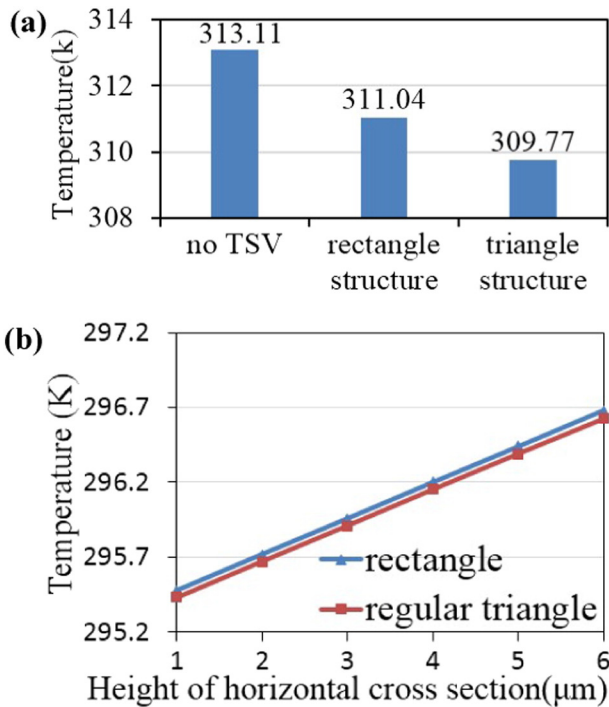 (a)
Temperature(k)
314
312
310
308
313.11
311.04
309.77
no TSV
rectangle
structure
triangle
structure
(b)
Temperature (K)
297.2
296.7
296.2
295.7
295.2
rectangle
regular triangle
1 2 3 4 5 6
Height of horizontal cross section(μm)